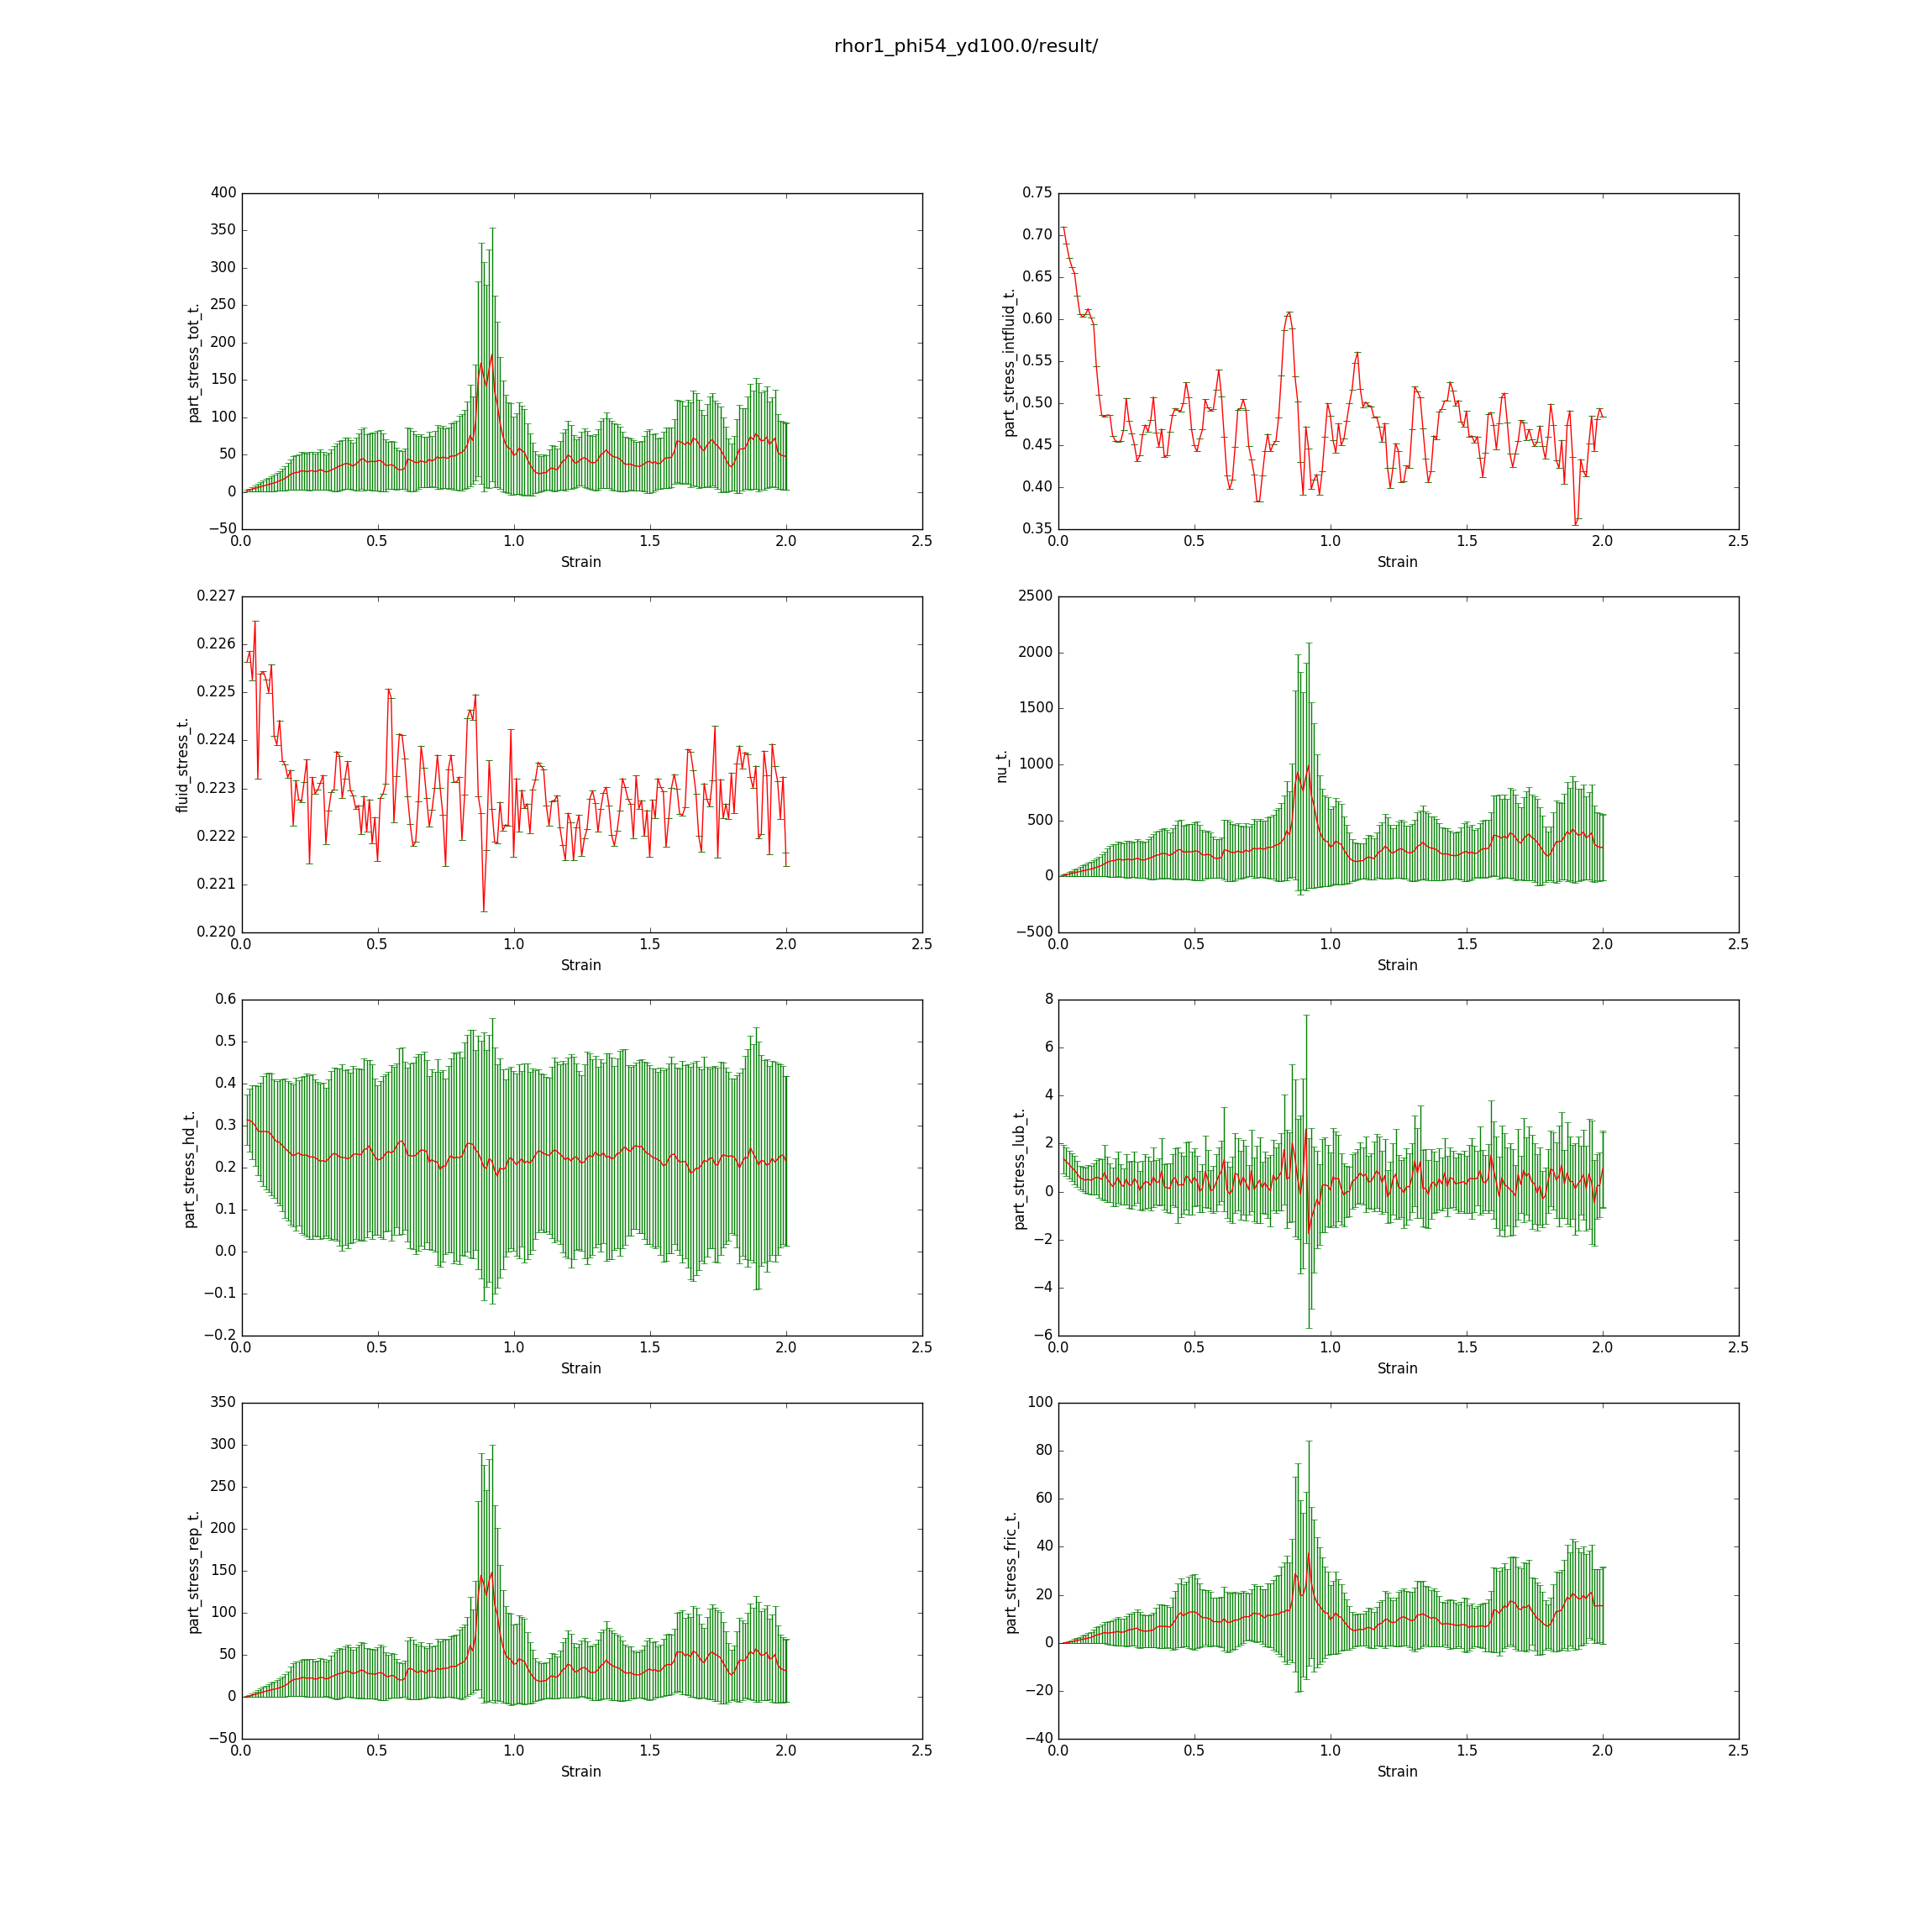 rhor1_phi54_yd100.0/result/
400
350
300
250
200
150
100
50
0
−50
part_stress_tot_t.
0.0 0.5 1.0 1.5 2.0 2.5
Strain
0.75
0.70
0.65
0.60
0.55
0.50
0.45
0.40
0.35
part_stress_intfluid_t.
0.0 0.5 1.0 1.5 2.0 2.5
Strain
0.227
0.226
0.225
0.224
0.223
0.222
0.221
0.220
fluid_stress_t.
0.0 0.5 1.0 1.5 2.0 2.5
Strain
2500
2000
1500
1000
500
0
−500
nu_t.
0.0 0.5 1.0 1.5 2.0 2.5
Strain
0.6
0.5
0.4
0.3
0.2
0.1
0.0
−0.1
−0.2
part_stress_hd_t.
0.0 0.5 1.0 1.5 2.0 2.5
Strain
8
6
4
2
0
−2
−4
−6
part_stress_lub_t.
0.0 0.5 1.0 1.5 2.0 2.5
Strain
350
300
250
200
150
100
50
0
−50
part_stress_rep_t.
0.0 0.5 1.0 1.5 2.0 2.5
Strain
100
80
60
40
20
0
−20
−40
part_stress_fric_t.
0.0 0.5 1.0 1.5 2.0 2.5
Strain